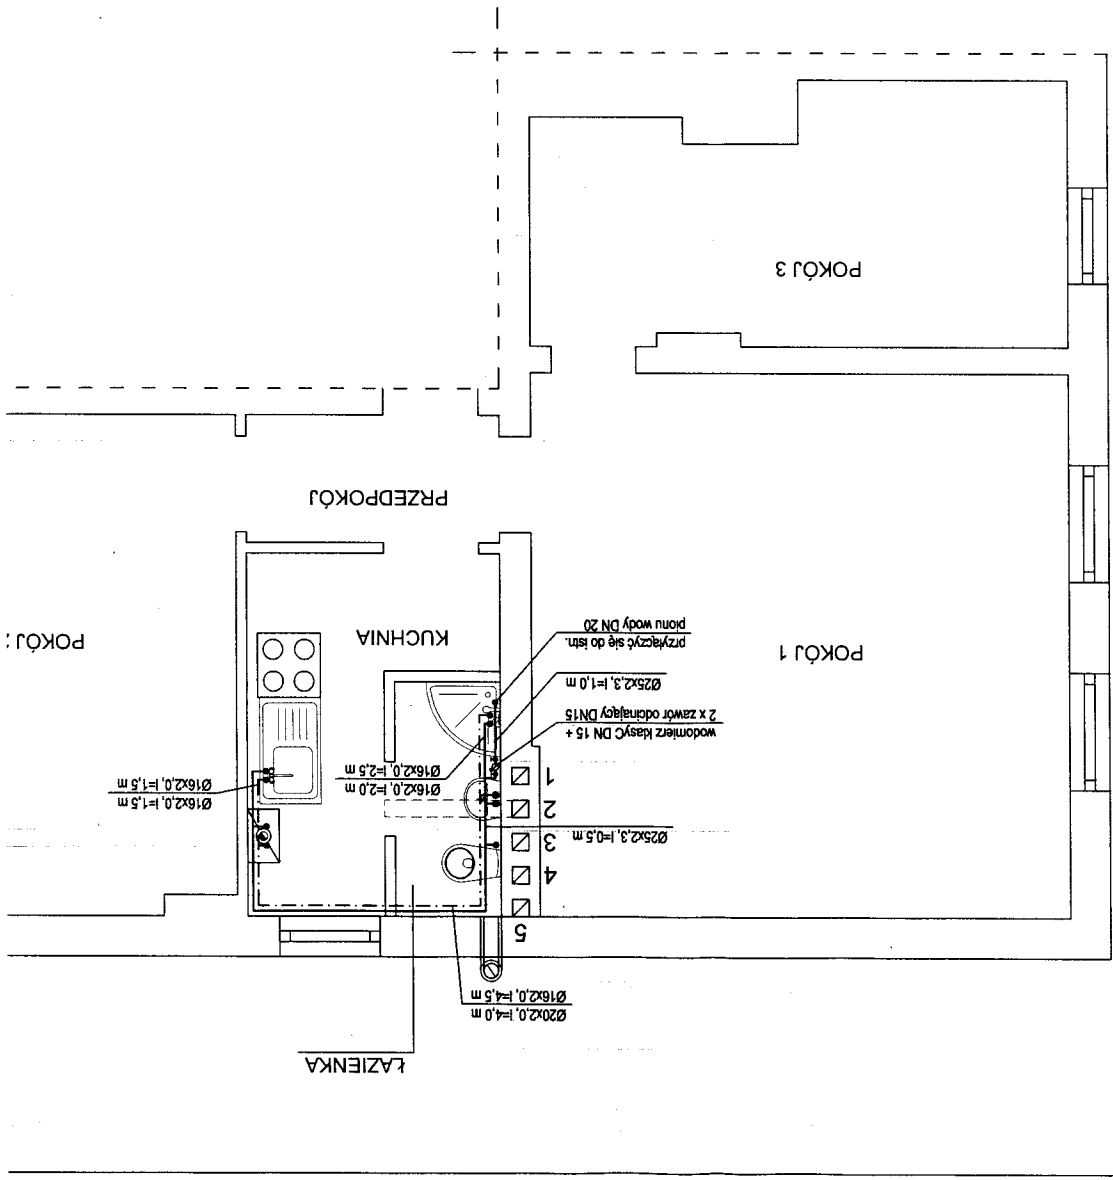 ŁAZIENKA
Ø20x2,0, l=4,0 m
Ø16x2,0, l=4,5 m
5
4
3
2
1
Ø25x2,3, l=0,5 m
Ø16x2,0, l=2,0 m
Ø16x2,0, l=2,5 m
Ø16x2,0, l=1,5 m
Ø16x2,0, l=1,5 m
wodomierz klasyC DN 15 +
2 x zawór odcinający DN15
Ø25x2,3, l=1,0 m
przyłączyć się do istn.
pionu wody DN 20
POKÓJ 1
KUCHNIA
POKÓJ
PRZEDPOKÓJ
POKÓJ 3